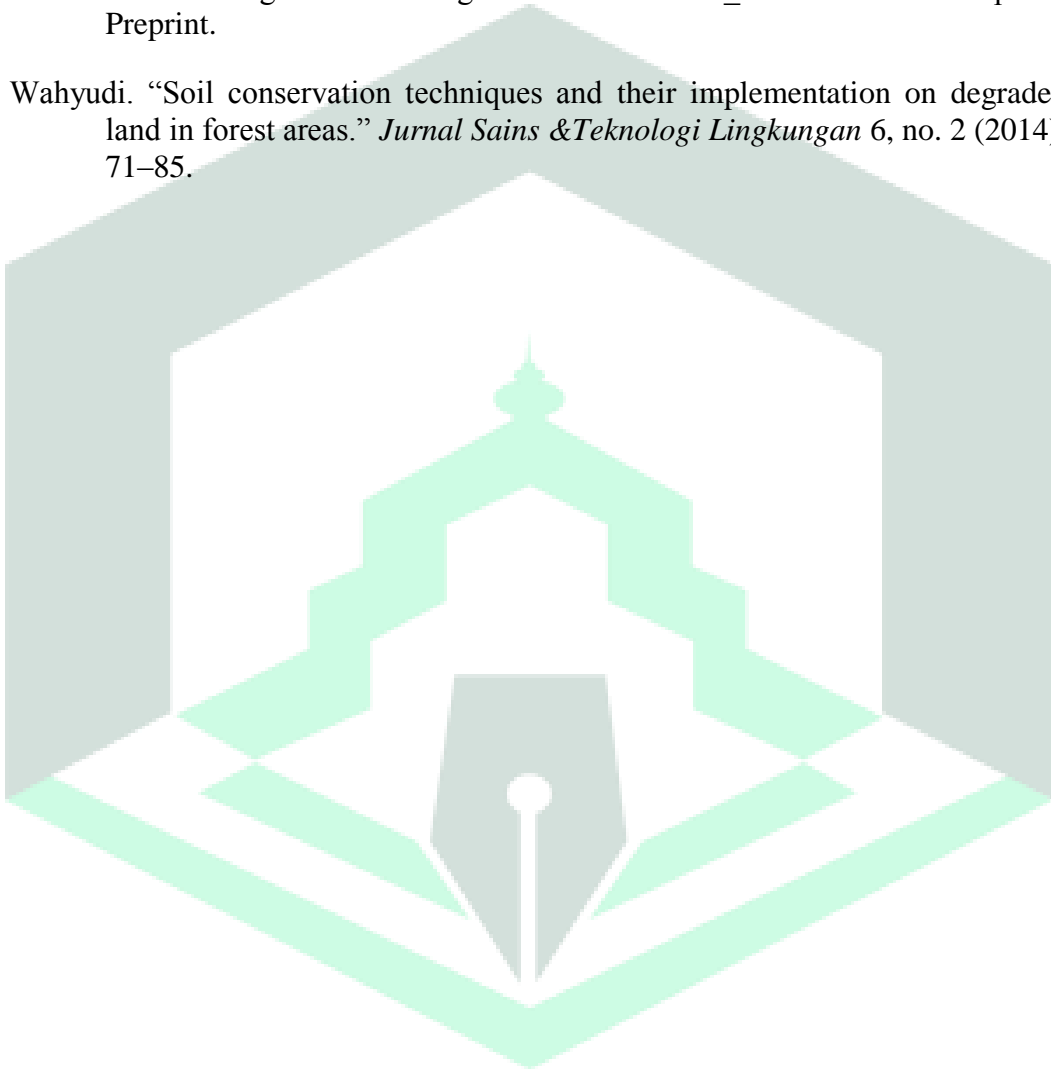 Preprint.
Wahyudi. “Soil conservation techniques and their implementation on degrade
land in forest areas.” Jurnal Sains &Teknologi Lingkungan 6, no. 2 (2014)
71–85.